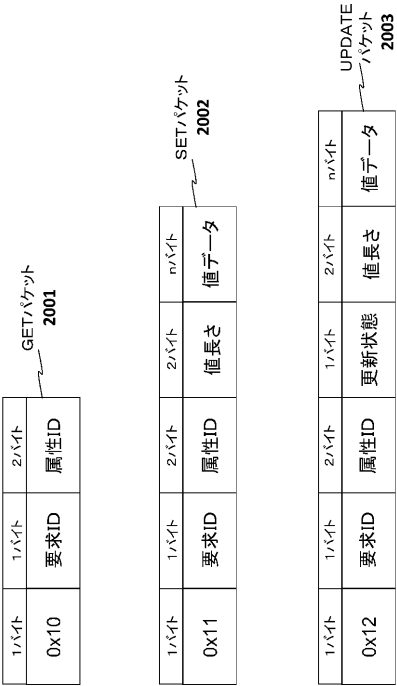 GETパケット
2001
1バイト 1バイト 2バイト
0x10 要求ID 属性ID
SETパケット
2002
1バイト 1バイト 2バイト 2バイト nバイト
0x11 要求ID 属性ID 値長さ 値データ
UPDATE
パケット
2003
1バイト 1バイト 2バイト 1バイト 2バイト nバイト
0x12 要求ID 属性ID 更新状態 値長さ 値データ